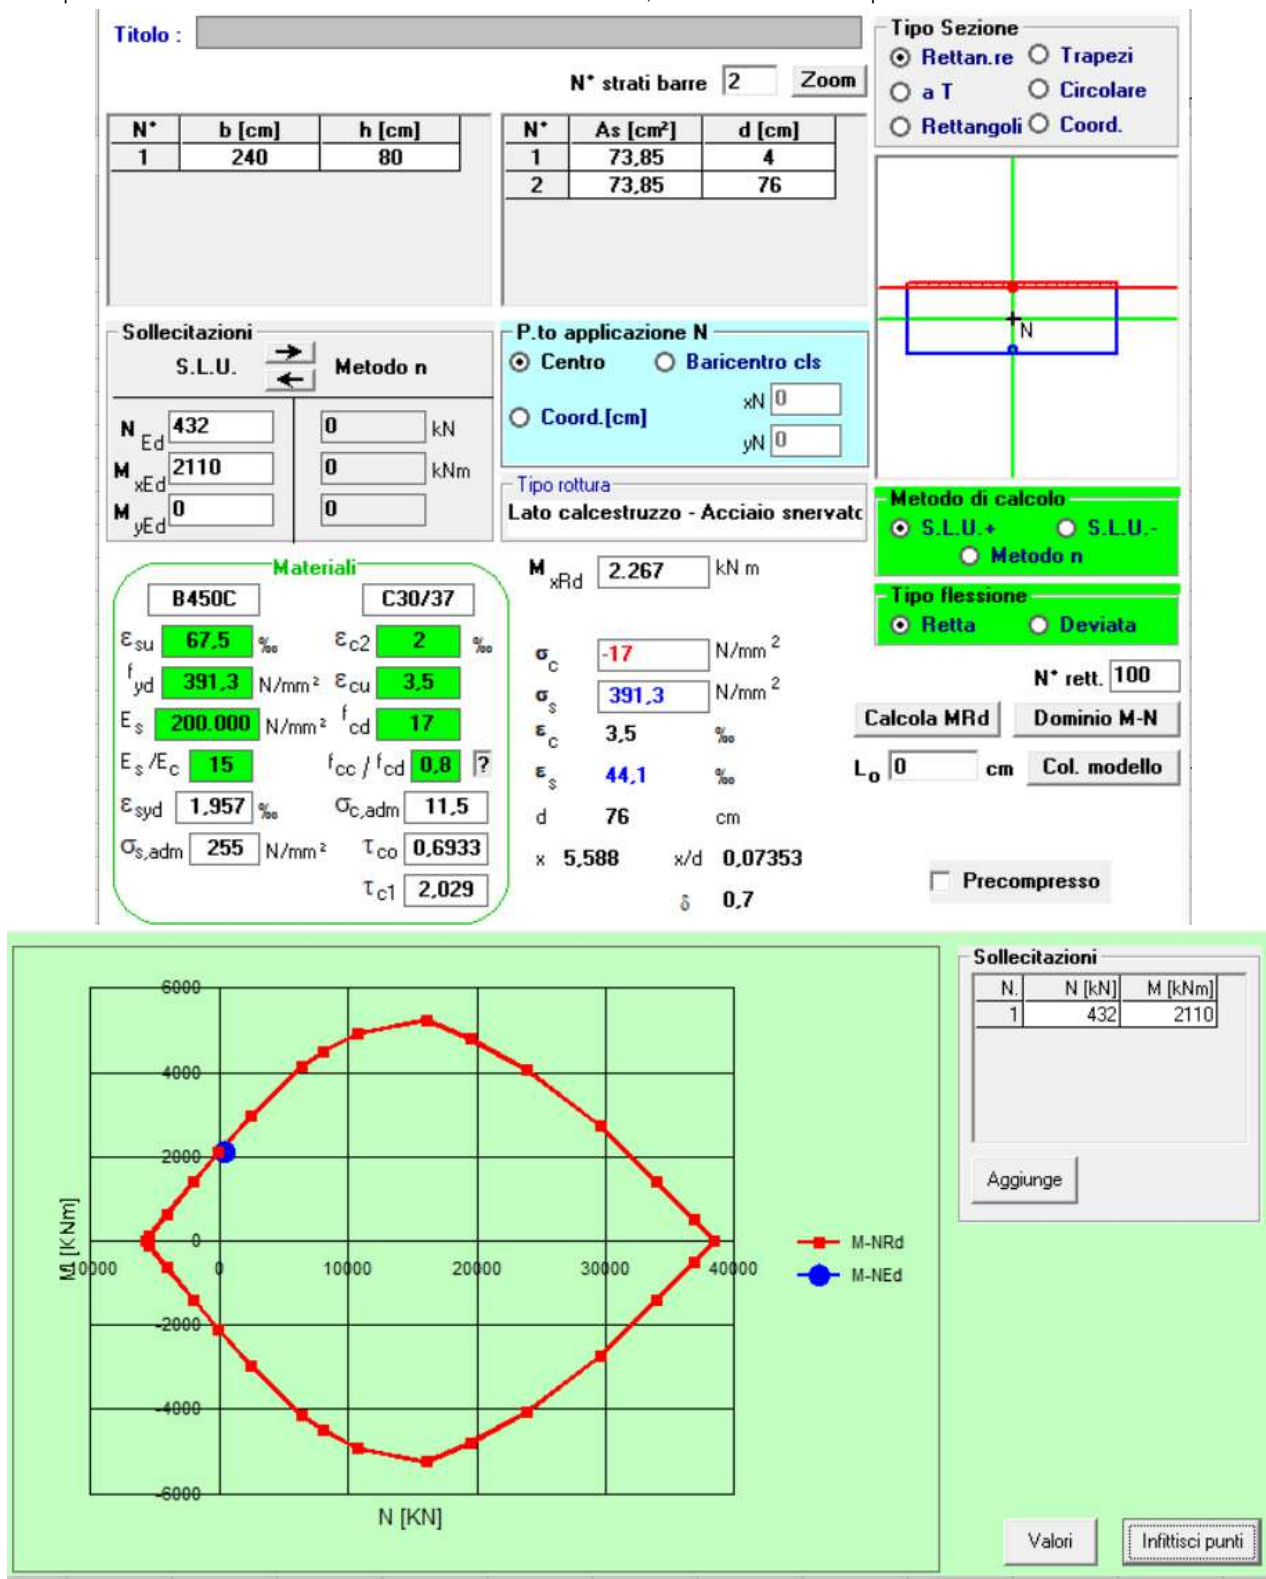 Titolo :
N° strati barre 2 Zoom
N° b [cm] h [cm]
1 240 80
N° As [cm²] d [cm]
1 73,85 4
2 73,85 76
Tipo Sezione
Rettan.re Trapezi
a T Circolare
Rettangoli Coord.
N
Sollecitazioni
S.L.U. Metodo n
N Ed 432 0 kN
M xEd 2110 0 kNm
M yEd 0 0
P.to applicazione N
Centro Baricentro cls
Coord.[cm] xN 0
yN 0
Tipo rottura
Lato calcestruzzo - Acciaio snervato
Metodo di calcolo
S.L.U.+ S.L.U.-
Metodo n
Tipo flessione
Retta Deviata
Materiali
B450C C30/37
εsu 67,5 ‰ εc2 2 ‰
fyd 391,3 N/mm² εcu 3,5
Es 200.000 N/mm² fcd 17
Es/Ec 15 fcc / fcd 0,8 ?
εsyd 1,957 ‰ σc,adm 11,5
σs,adm 255 N/mm² τco 0,6933
τc1 2,029
M xRd 2.267 kN m
σc -17 N/mm²
σs 391,3 N/mm²
εc 3,5 ‰
εs 44,1 ‰
d 76 cm
x 5,588 x/d 0,07353
δ 0,7
N° rett. 100
Calcola MRd Dominio M-N
Lo 0 cm Col. modello
Precompresso
6000
4000
2000
0
-2000
-4000
-6000
0 10000 20000 30000 40000
N [KN]
M-NRd
M-NEd
Sollecitazioni
N. N [kN] M [kNm]
1 432 2110
Aggiunge
Valori Infittisci punti